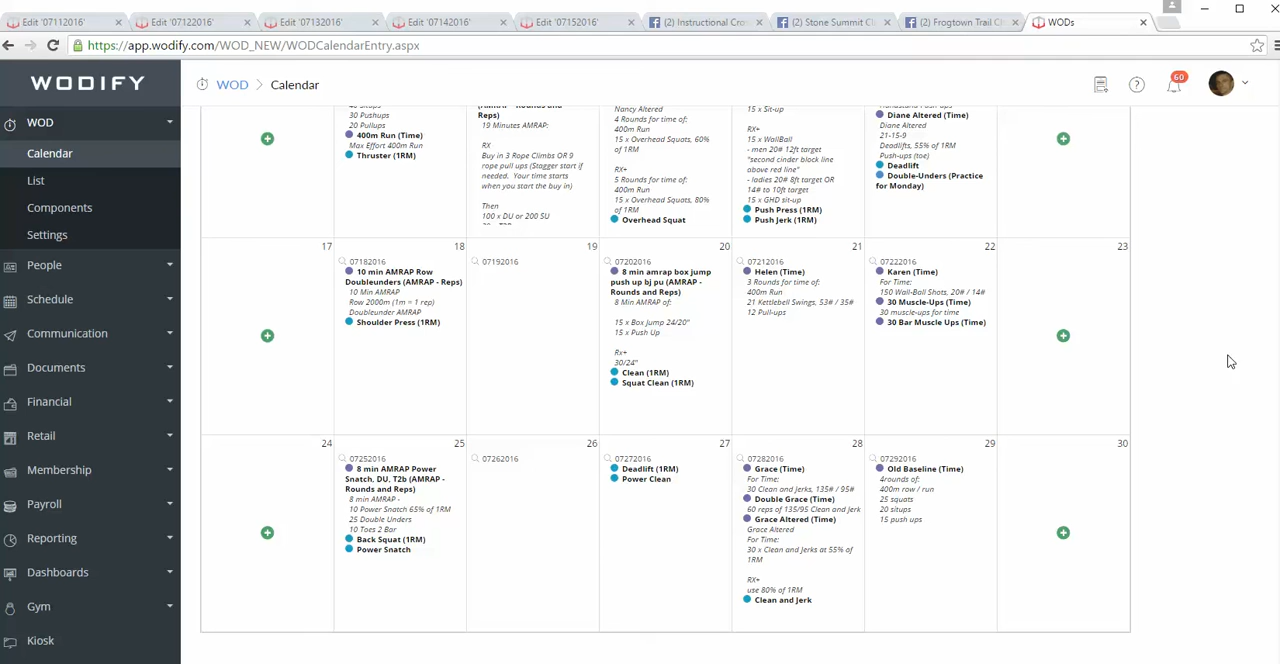 Edit '07112016'
Edit '07122016'
Edit '07132016'
Edit '07142016'
Edit '07152016'
(2) Instructional Cros
(2) Stone Summit Cl
(2) Frogtown Trail Ch
WODs
https://app.wodify.com/WOD_NEW/WODCalendarEntry.aspx
WODIFY
WOD
Calendar
List
Components
Settings
People
Schedule
Communication
Documents
Financial
Retail
Membership
Payroll
Reporting
Dashboards
Gym
Kiosk
WOD > Calendar
60
30 Pushups
20 Pullups
400m Run (Time)
Max Effort 400m Run
Thruster (1RM)
Reps)
19 Minutes AMRAP:
RX
Buy in 3 Rope Climbs OR 9
rope pull ups (Stagger start if
needed. Your time starts
when you start the buy in)
Then
100 x DU or 200 SU
Nancy Altered
4 Rounds for time of:
400m Run
15 x Overhead Squats, 60%
of 1RM
RX+
5 Rounds for time of:
400m Run
15 x Overhead Squats, 80%
of 1RM
Overhead Squat
15 x Sit-up
RX+
15 x WallBall
- men 20# 12ft target
"second cinder block line
above red line"
- ladies 20# 8ft target OR
14# to 10ft target
15 x GHD sit-up
Push Press (1RM)
Push Jerk (1RM)
Diane Altered (Time)
Diane Altered
21-15-9
Deadlifts, 55% of 1RM
Push-ups (toe)
Deadlift
Double-Unders (Practice
for Monday)
17
18
07182016
10 min AMRAP Row
Doubleunders (AMRAP - Reps)
10 Min AMRAP
Row 2000m (1m = 1 rep)
Doubleunder AMRAP
Shoulder Press (1RM)
19
07192016
20
07202016
8 min amrap box jump
push up bj pu (AMRAP -
Rounds and Reps)
8 Min AMRAP of:
15 x Box Jump 24/20"
15 x Push Up
Rx+
30/24"
Clean (1RM)
Squat Clean (1RM)
21
07212016
Helen (Time)
3 Rounds for time of:
400m Run
21 Kettlebell Swings, 53# / 35#
12 Pull-ups
22
07222016
Karen (Time)
For Time:
150 Wall-Ball Shots, 20# / 14#
30 Muscle-Ups (Time)
30 muscle-ups for time
30 Bar Muscle Ups (Time)
23
24
25
07252016
8 min AMRAP Power
Snatch, DU, T2b (AMRAP -
Rounds and Reps)
8 min AMRAP -
10 Power Snatch 65% of 1RM
25 Double Unders
10 Toes 2 Bar
Back Squat (1RM)
Power Snatch
26
07262016
27
07272016
Deadlift (1RM)
Power Clean
28
07282016
Grace (Time)
For Time:
30 Clean and Jerks, 135# / 95#
Double Grace (Time)
60 reps of 135/95 Clean and Jerk
Grace Altered (Time)
Grace Altered
For Time:
30 x Clean and Jerks at 55% of
1RM
RX+
use 80% of 1RM
Clean and Jerk
29
07292016
Old Baseline (Time)
4rounds of:
400m row / run
25 squats
20 situps
15 push ups
30